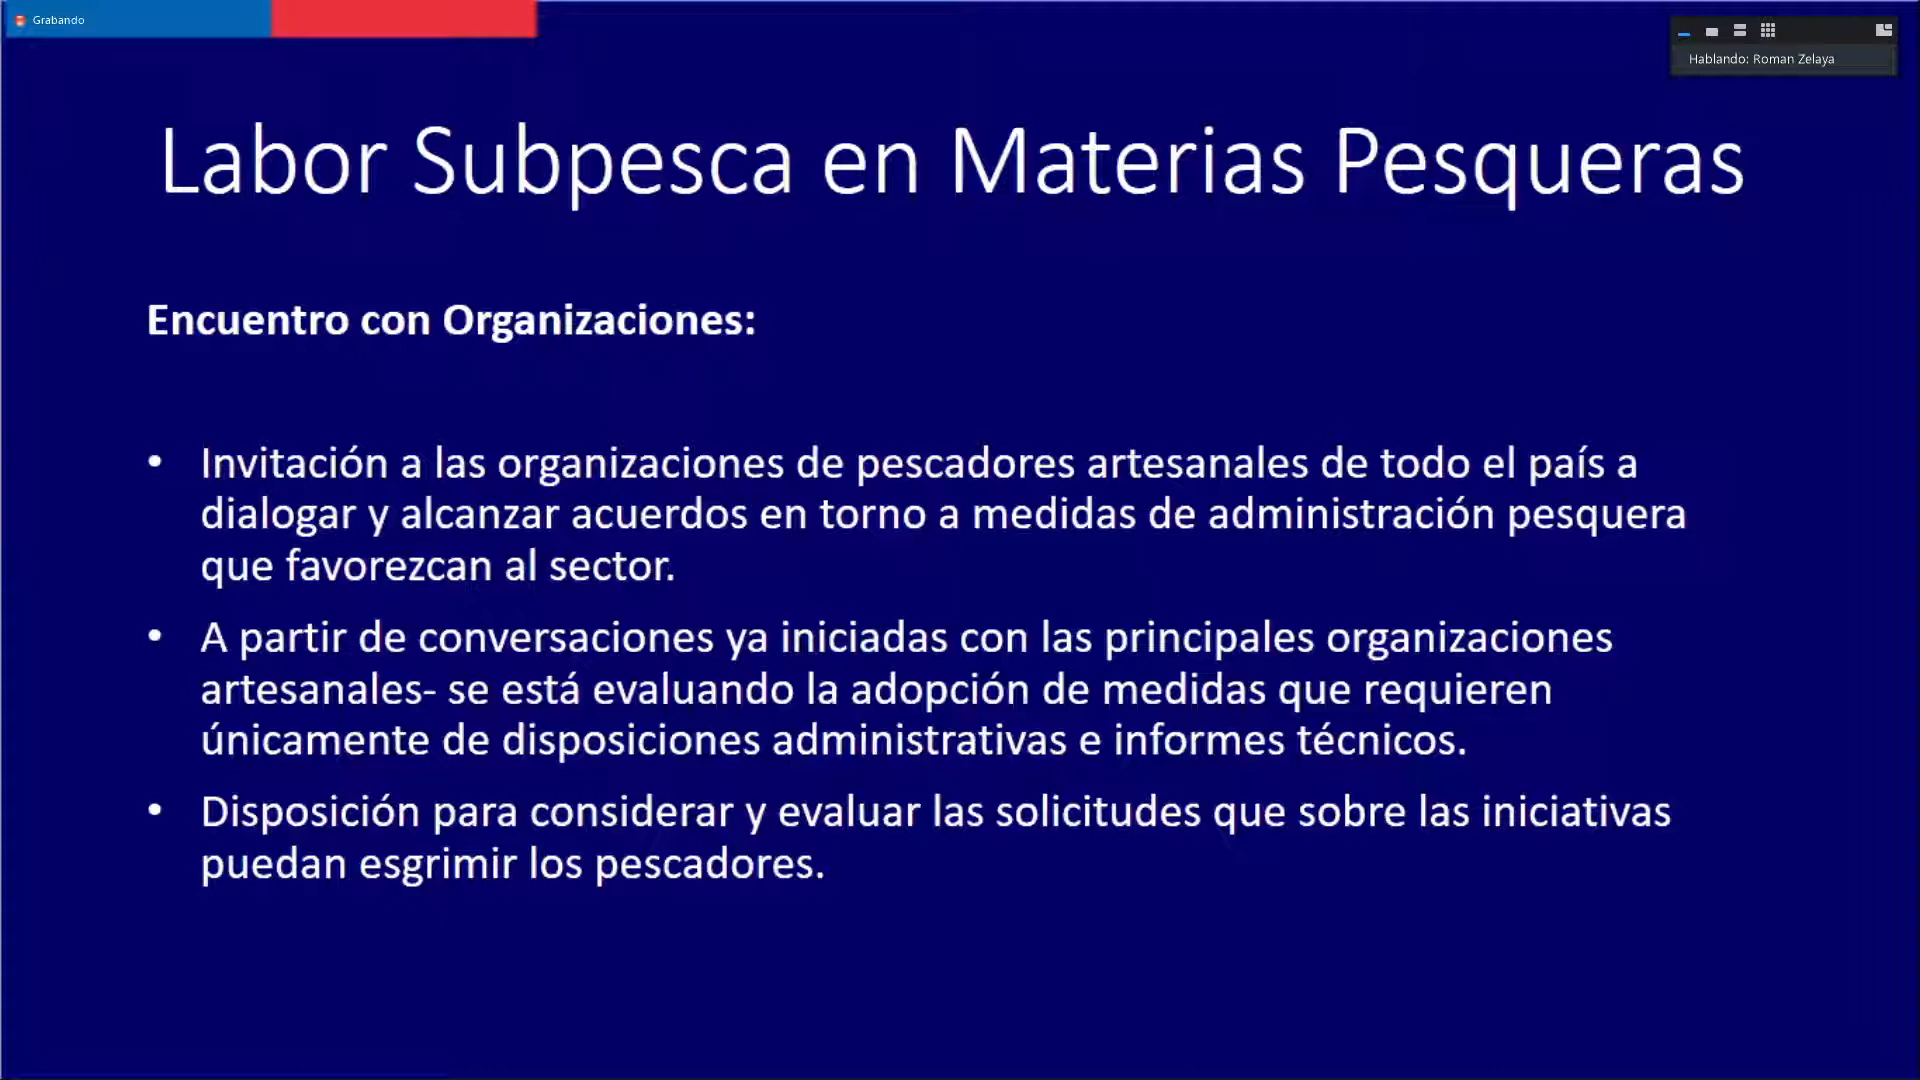 Grabando
Hablando: Roman Zelaya
Labor Subpesca en Materias Pesqueras
Encuentro con Organizaciones:
• Invitación a las organizaciones de pescadores artesanales de todo el país a
dialogar y alcanzar acuerdos en torno a medidas de administración pesquera
que favorezcan al sector.
• A partir de conversaciones ya iniciadas con las principales organizaciones
artesanales- se está evaluando la adopción de medidas que requieren
únicamente de disposiciones administrativas e informes técnicos.
• Disposición para considerar y evaluar las solicitudes que sobre las iniciativas
puedan esgrimir los pescadores.